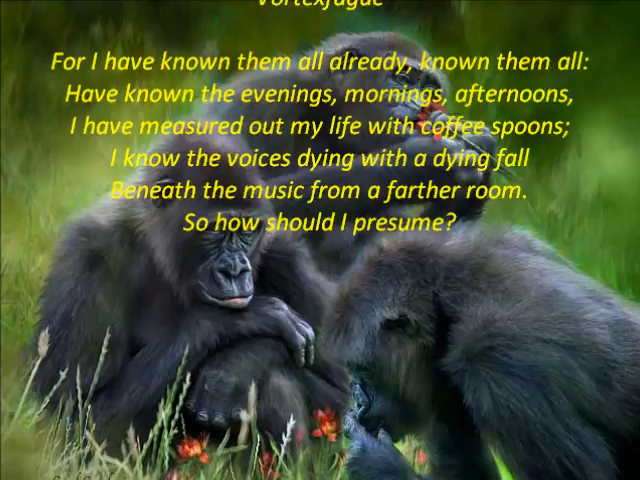 Vortexfugue
For I have known them all already, known them all:
Have known the evenings, mornings, afternoons,
I have measured out my life with coffee spoons;
I know the voices dying with a dying fall
Beneath the music from a farther room.
So how should I presume?